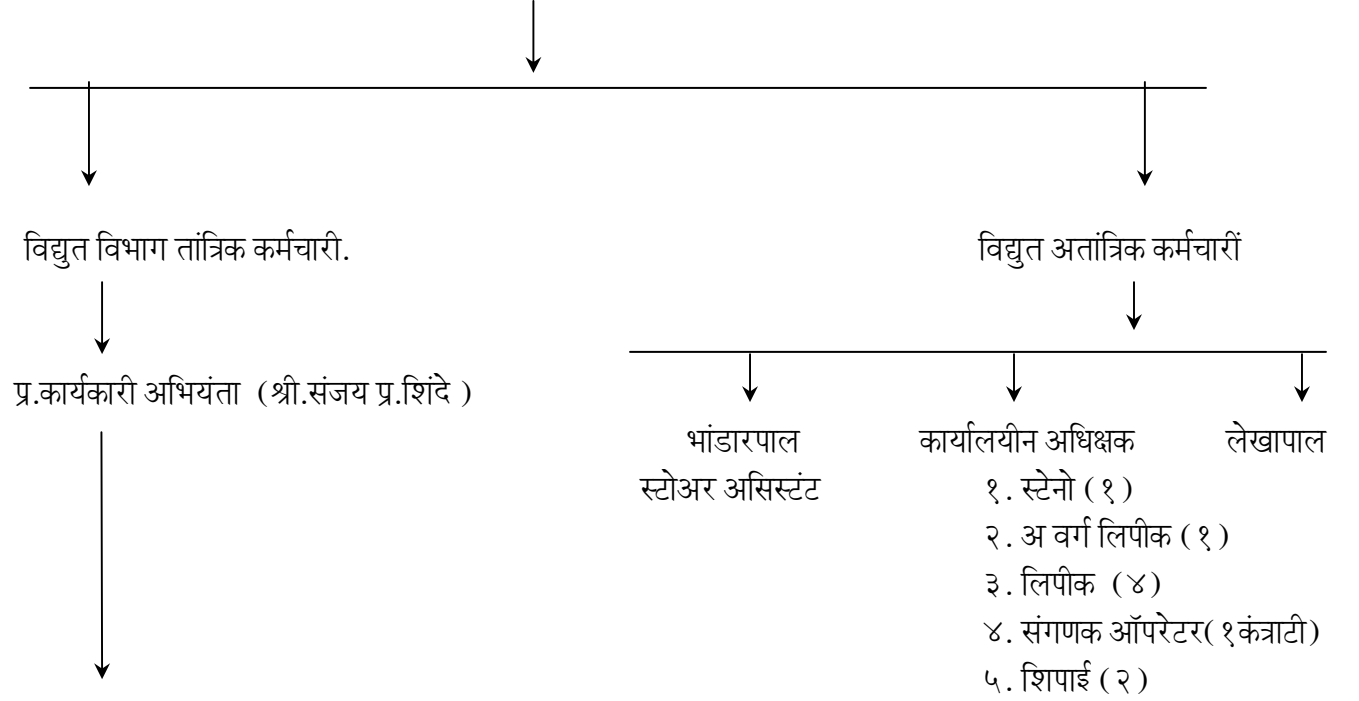 विद्युत विभाग तांत्रिक कर्मचारी.
विद्युत अतांत्रिक कर्मचारीं
प्र.कार्यकारी अभियंता (श्री.संजय प्र.शिंदे )
भांडारपाल
स्टोअर असिस्टंट
कार्यालयीन अधिक्षक
१. स्टेनो (१)
२. अ वर्ग लिपीक (१)
३. लिपीक (४)
४. संगणक ऑपरेटर(१कंत्राटी)
५. शिपाई (२)
लेखापाल